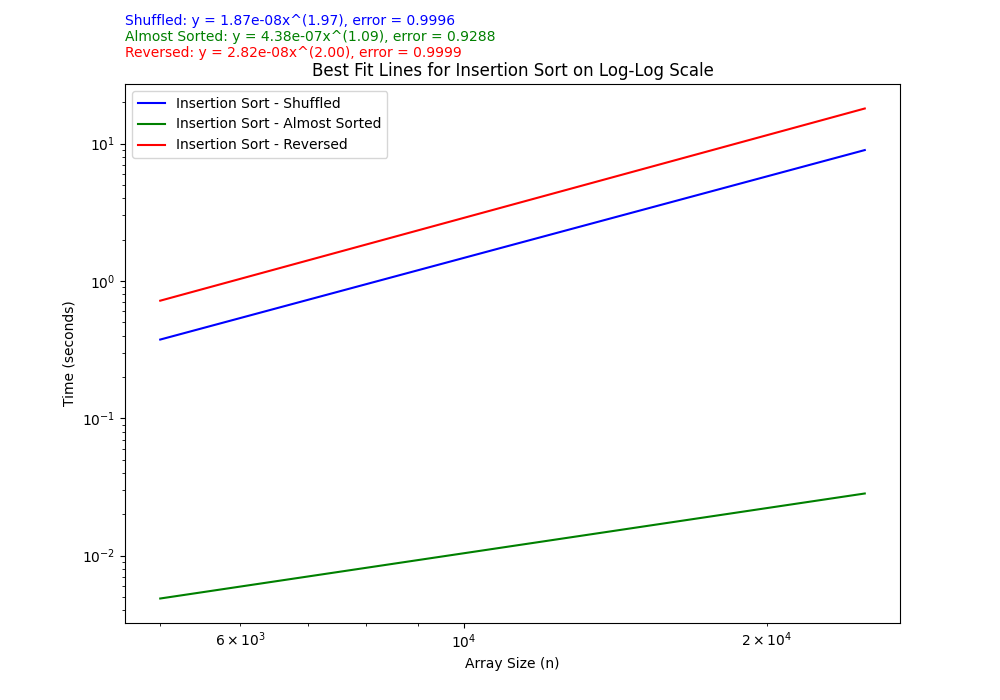 Shuffled: y = 1.87e-08x^(1.97), error = 0.9996
Almost Sorted: y = 4.38e-07x^(1.09), error = 0.9288
Reversed: y = 2.82e-08x^(2.00), error = 0.9999
Best Fit Lines for Insertion Sort on Log-Log Scale
Insertion Sort - Shuffled
Insertion Sort - Almost Sorted
Insertion Sort - Reversed
10¹
10⁰
10⁻¹
10⁻²
Time (seconds)
6 × 10³
10⁴
2 × 10⁴
Array Size (n)